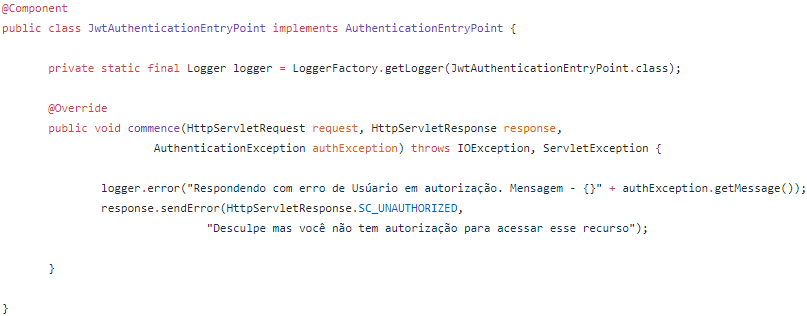 @Component
public class JwtAuthenticationEntryPoint implements AuthenticationEntryPoint {
private static final Logger logger = LoggerFactory.getLogger(JwtAuthenticationEntryPoint.class);
@Override
public void commence(HttpServletRequest request, HttpServletResponse response,
AuthenticationException authException) throws IOException, ServletException {
logger.error("Respondendo com erro de Usúario em autorização. Mensagem - {}" + authException.getMessage());
response.sendError(HttpServletResponse.SC_UNAUTHORIZED,
"Desculpe mas você não tem autorização para acessar esse recurso");
}
}